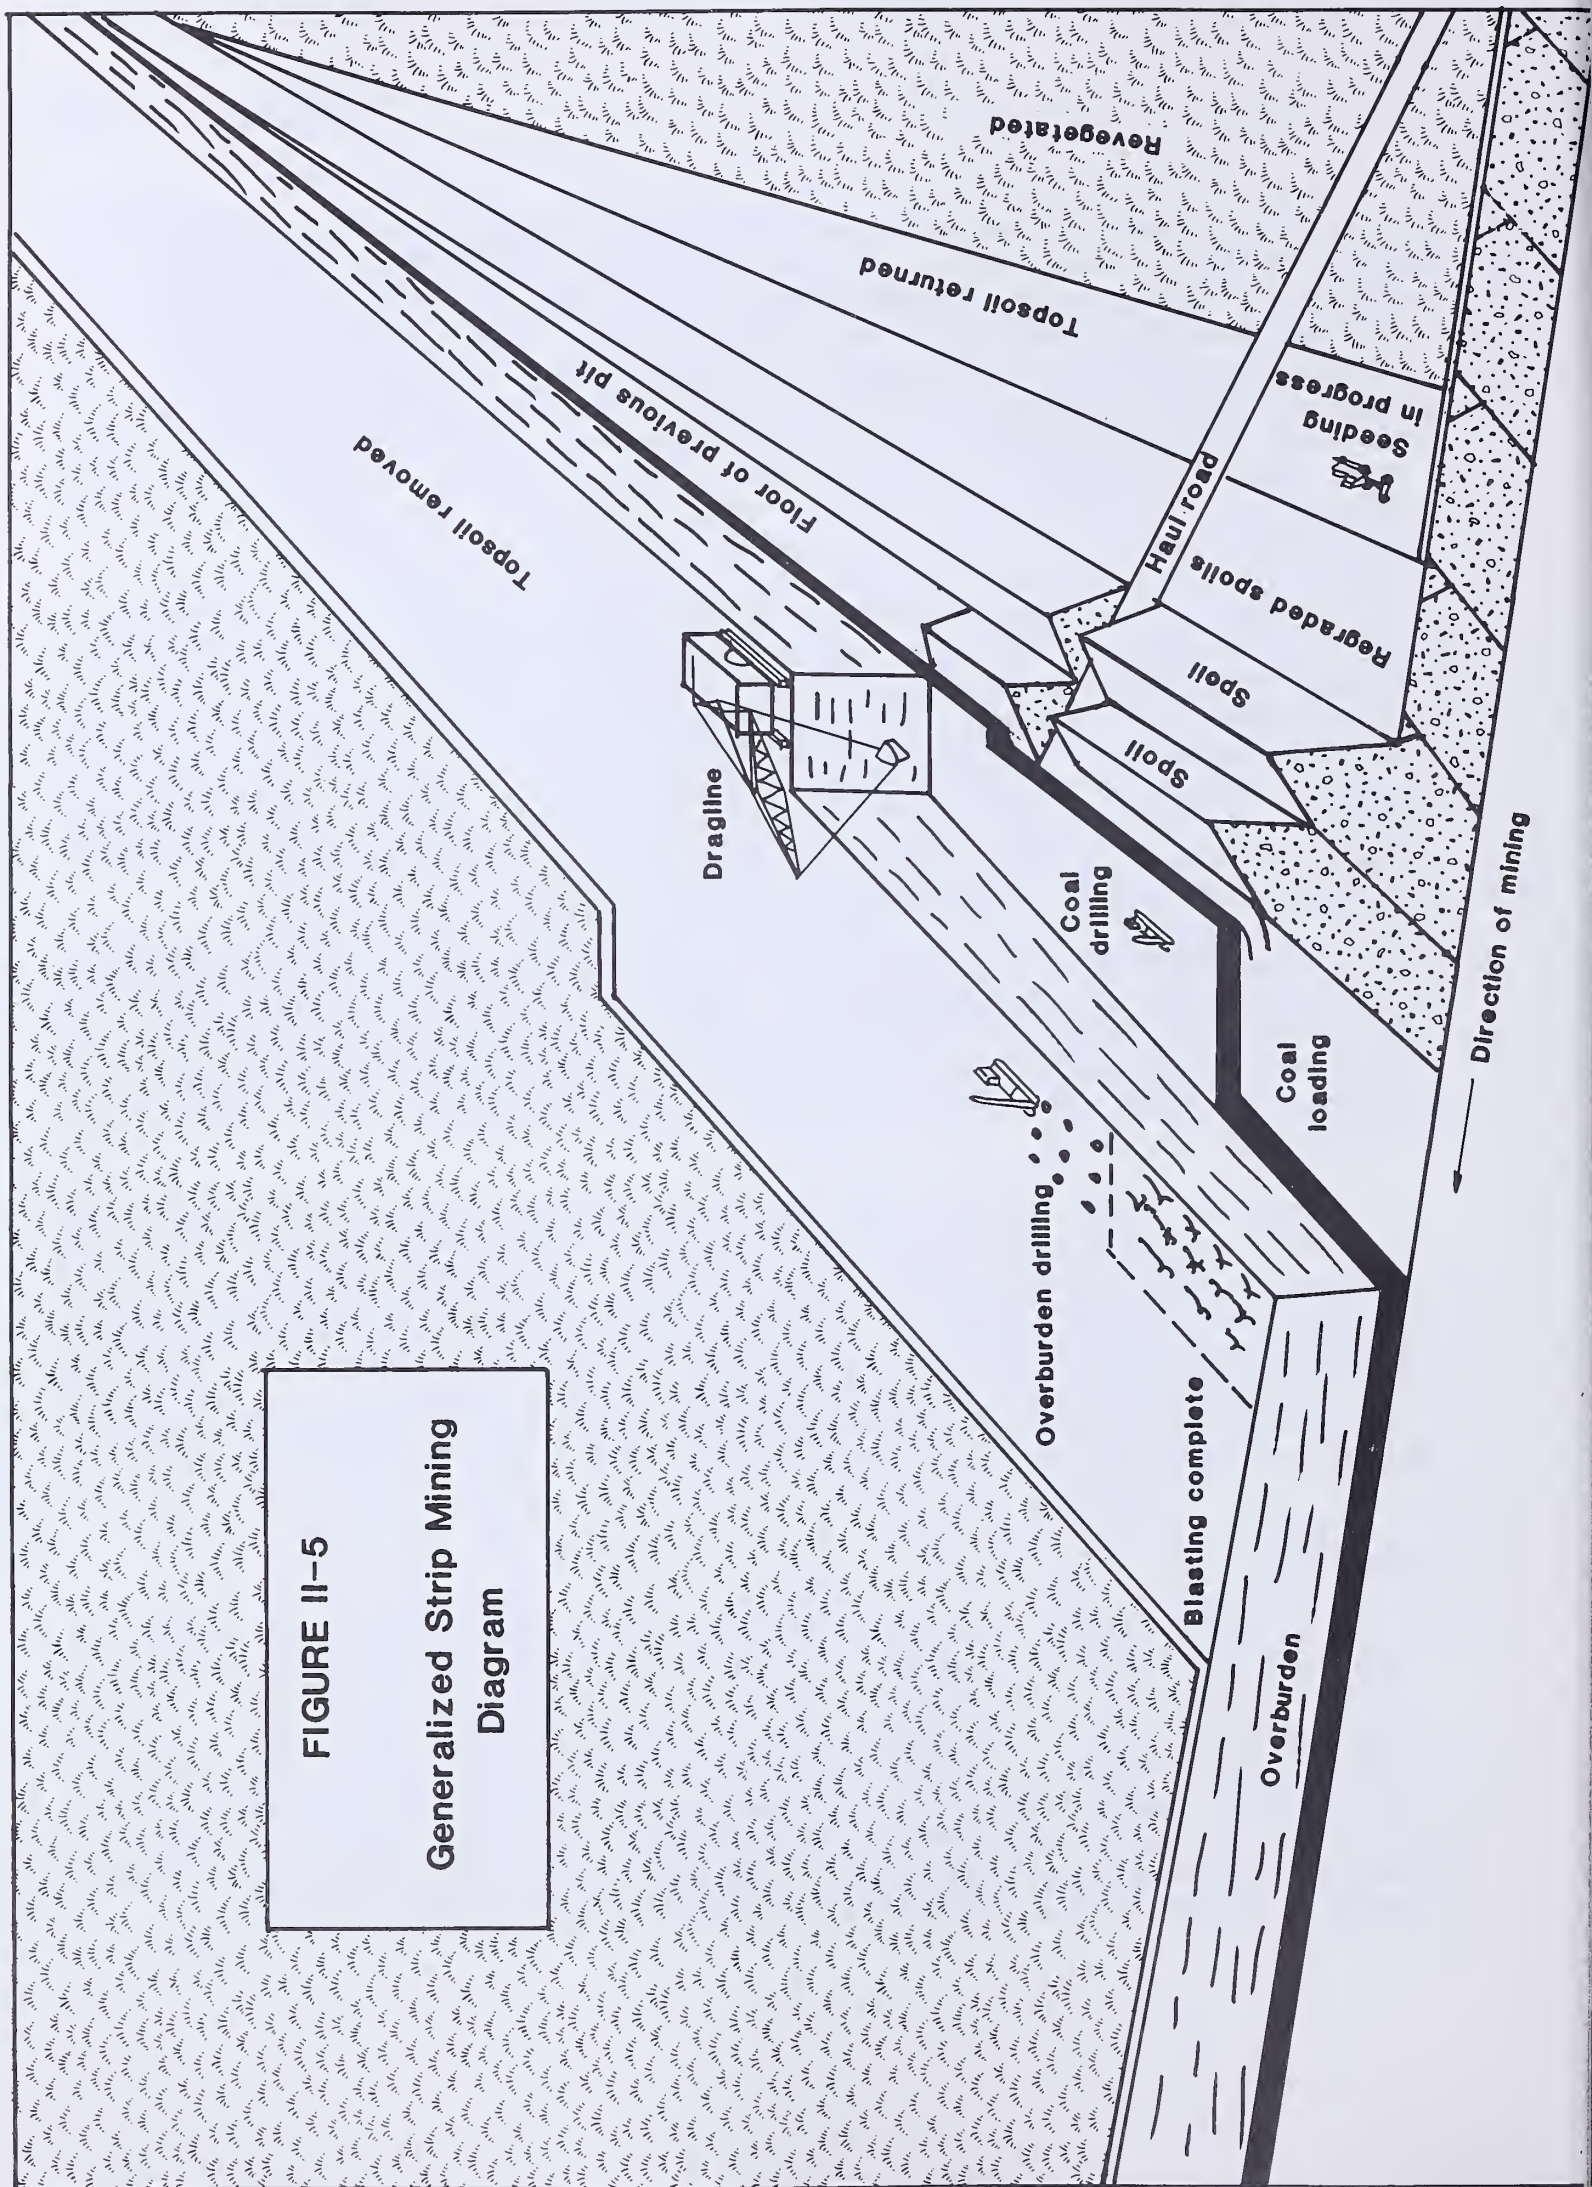 FIGURE II-5
Generalized Strip Mining
Diagram
Topsoil removed
Dragline
Floor of previous pit
Topsoil returned
Revegetated
Overburden drilling
Blasting complete
Overburden
Coal
drilling
Coal
loading
Spoil
Spoil
Haul road
Regraded spoils
Seeding
in progress
Direction of mining